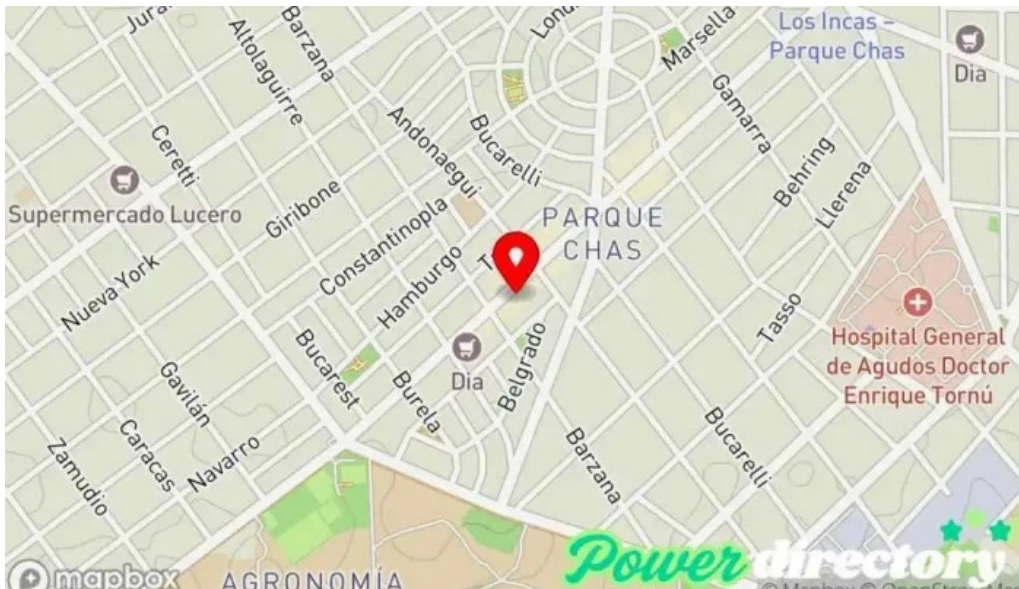 Jura
Altolaguirre
Barzana
Lond
Marsella
Los Incas –
Parque Chas
Dia
Ceretti
Andonaegui
Bucarelli
Gamarra
Behring
Llerena
Supermercado Lucero
Giribone
Constantinopla
PARQUE
CHAS
Nueva York
Hamburgo
T
Tasso
Hospital General
de Agudos Doctor
Enrique Tornú
Bucarest
Dia
Belgrado
Gavilán
Burela
Caracas
Navarro
Zamudio
Barzana
Bucarelli
mapbox
AGRONOMÍA
Power directory
© Mapbox © OpenStreetMap